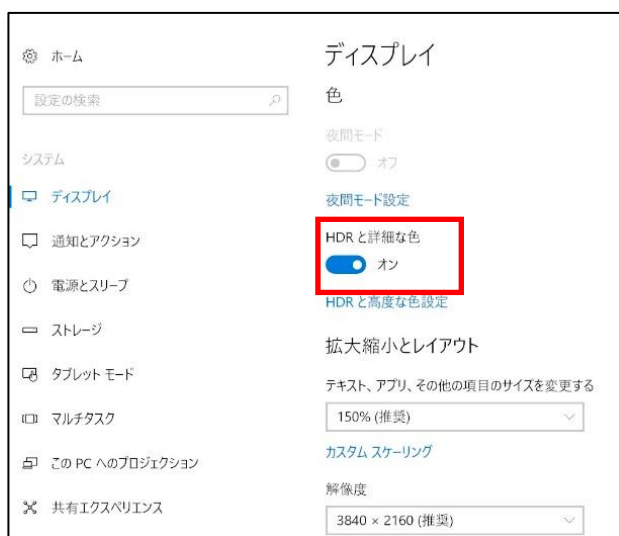 ホーム
設定の検索
システム
ディスプレイ
通知とアクション
電源とスリープ
ストレージ
タブレット モード
マルチタスク
この PC へのプロジェクション
共有エクスペリエンス
ディスプレイ
色
夜間モード
オフ
夜間モード設定
HDR と詳細な色
オン
HDR と高度な色設定
拡大縮小とレイアウト
テキスト、アプリ、その他の項目のサイズを変更する
150% (推奨)
カスタム スケーリング
解像度
3840 × 2160 (推奨)